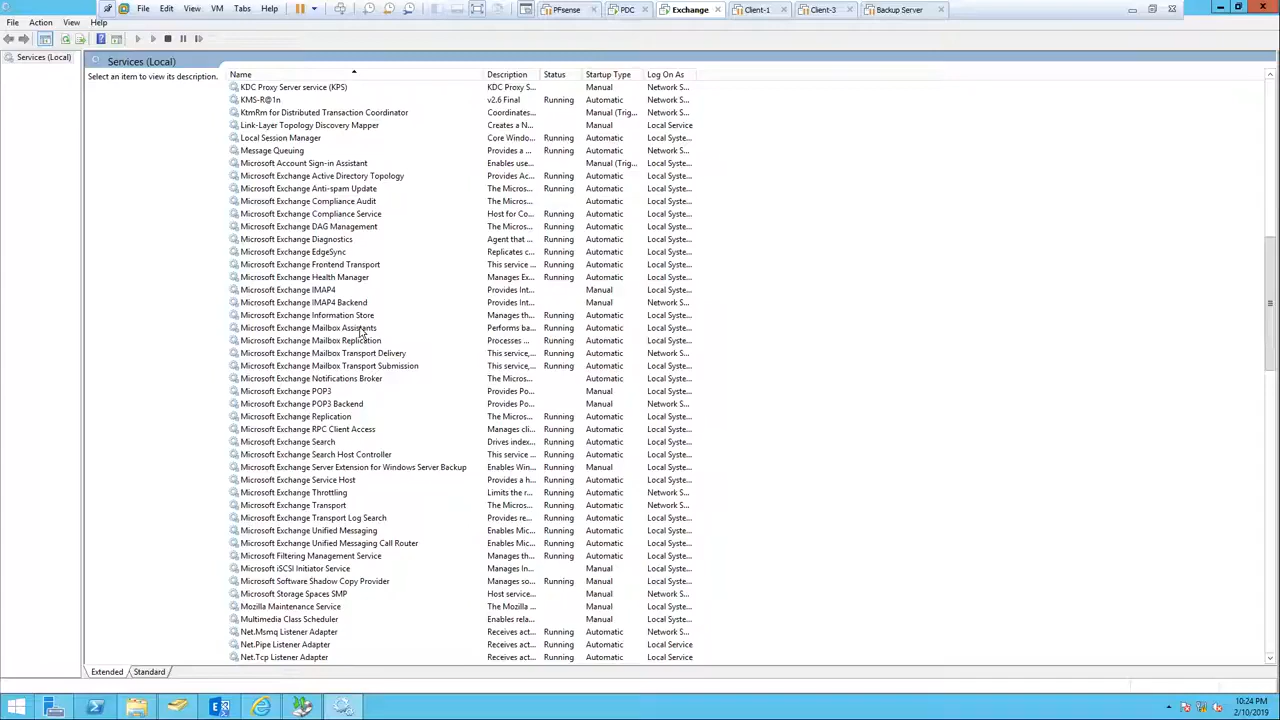 File Edit View VM Tabs Help PFsense PDC Exchange Client-1 Client-3 Backup Server
File Action View Help
Services (Local) Services (Local)
Select an item to view its description.
Name Description Status Startup Type Log On As
KDC Proxy Server service (KPS) KDC Proxy S... Manual Network S...
KMS-R@1n v2.6 Final Running Automatic Network S...
KtmRm for Distributed Transaction Coordinator Coordinates... Manual (Trig... Network S...
Link-Layer Topology Discovery Mapper Creates a N... Manual Local Service
Local Session Manager Core Windo... Running Automatic Local Syste...
Message Queuing Provides a ... Running Automatic Network S...
Microsoft Account Sign-in Assistant Enables use... Manual (Trig... Local Syste...
Microsoft Exchange Active Directory Topology Provides Ac... Running Automatic Local Syste...
Microsoft Exchange Anti-spam Update The Micros... Running Automatic Local Syste...
Microsoft Exchange Compliance Audit The Micros... Automatic Local Syste...
Microsoft Exchange Compliance Service Host for Co... Running Automatic Local Syste...
Microsoft Exchange DAG Management The Micros... Running Automatic Local Syste...
Microsoft Exchange Diagnostics Agent that ... Running Automatic Local Syste...
Microsoft Exchange EdgeSync Replicates c... Running Automatic Local Syste...
Microsoft Exchange Frontend Transport This service ... Running Automatic Local Syste...
Microsoft Exchange Health Manager Manages Ex... Running Automatic Local Syste...
Microsoft Exchange IMAP4 Provides Int... Manual Local Syste...
Microsoft Exchange IMAP4 Backend Provides Int... Manual Network S...
Microsoft Exchange Information Store Manages th... Running Automatic Local Syste...
Microsoft Exchange Mailbox Assistants Performs ba... Running Automatic Local Syste...
Microsoft Exchange Mailbox Replication Processes ... Running Automatic Local Syste...
Microsoft Exchange Mailbox Transport Delivery This service,... Running Automatic Network S...
Microsoft Exchange Mailbox Transport Submission This service,... Running Automatic Local Syste...
Microsoft Exchange Notifications Broker The Micros... Automatic Local Syste...
Microsoft Exchange POP3 Provides Po... Manual Local Syste...
Microsoft Exchange POP3 Backend Provides Po... Manual Network S...
Microsoft Exchange Replication The Micros... Running Automatic Local Syste...
Microsoft Exchange RPC Client Access Manages cli... Running Automatic Local Syste...
Microsoft Exchange Search Drives index... Running Automatic Local Syste...
Microsoft Exchange Search Host Controller This service ... Running Automatic Local Syste...
Microsoft Exchange Server Extension for Windows Server Backup Enables Win... Running Manual Local Syste...
Microsoft Exchange Service Host Provides a h... Running Automatic Local Syste...
Microsoft Exchange Throttling Limits the r... Running Automatic Network S...
Microsoft Exchange Transport The Micros... Running Automatic Network S...
Microsoft Exchange Transport Log Search Provides re... Running Automatic Local Syste...
Microsoft Exchange Unified Messaging Enables Mic... Running Automatic Local Syste...
Microsoft Exchange Unified Messaging Call Router Enables Mic... Running Automatic Local Syste...
Microsoft Filtering Management Service Manages th... Running Automatic Local Syste...
Microsoft iSCSI Initiator Service Manages In... Manual Local Syste...
Microsoft Software Shadow Copy Provider Manages so... Running Manual Local Syste...
Microsoft Storage Spaces SMP Host service... Manual Network S...
Mozilla Maintenance Service The Mozilla ... Manual Local Syste...
Multimedia Class Scheduler Enables rela... Manual Local Syste...
Net.Msmq Listener Adapter Receives act... Running Automatic Network S...
Net.Pipe Listener Adapter Receives act... Running Automatic Local Service
Net.Tcp Listener Adapter Receives act... Running Automatic Local Service
Extended Standard
10:24 PM
2/10/2019